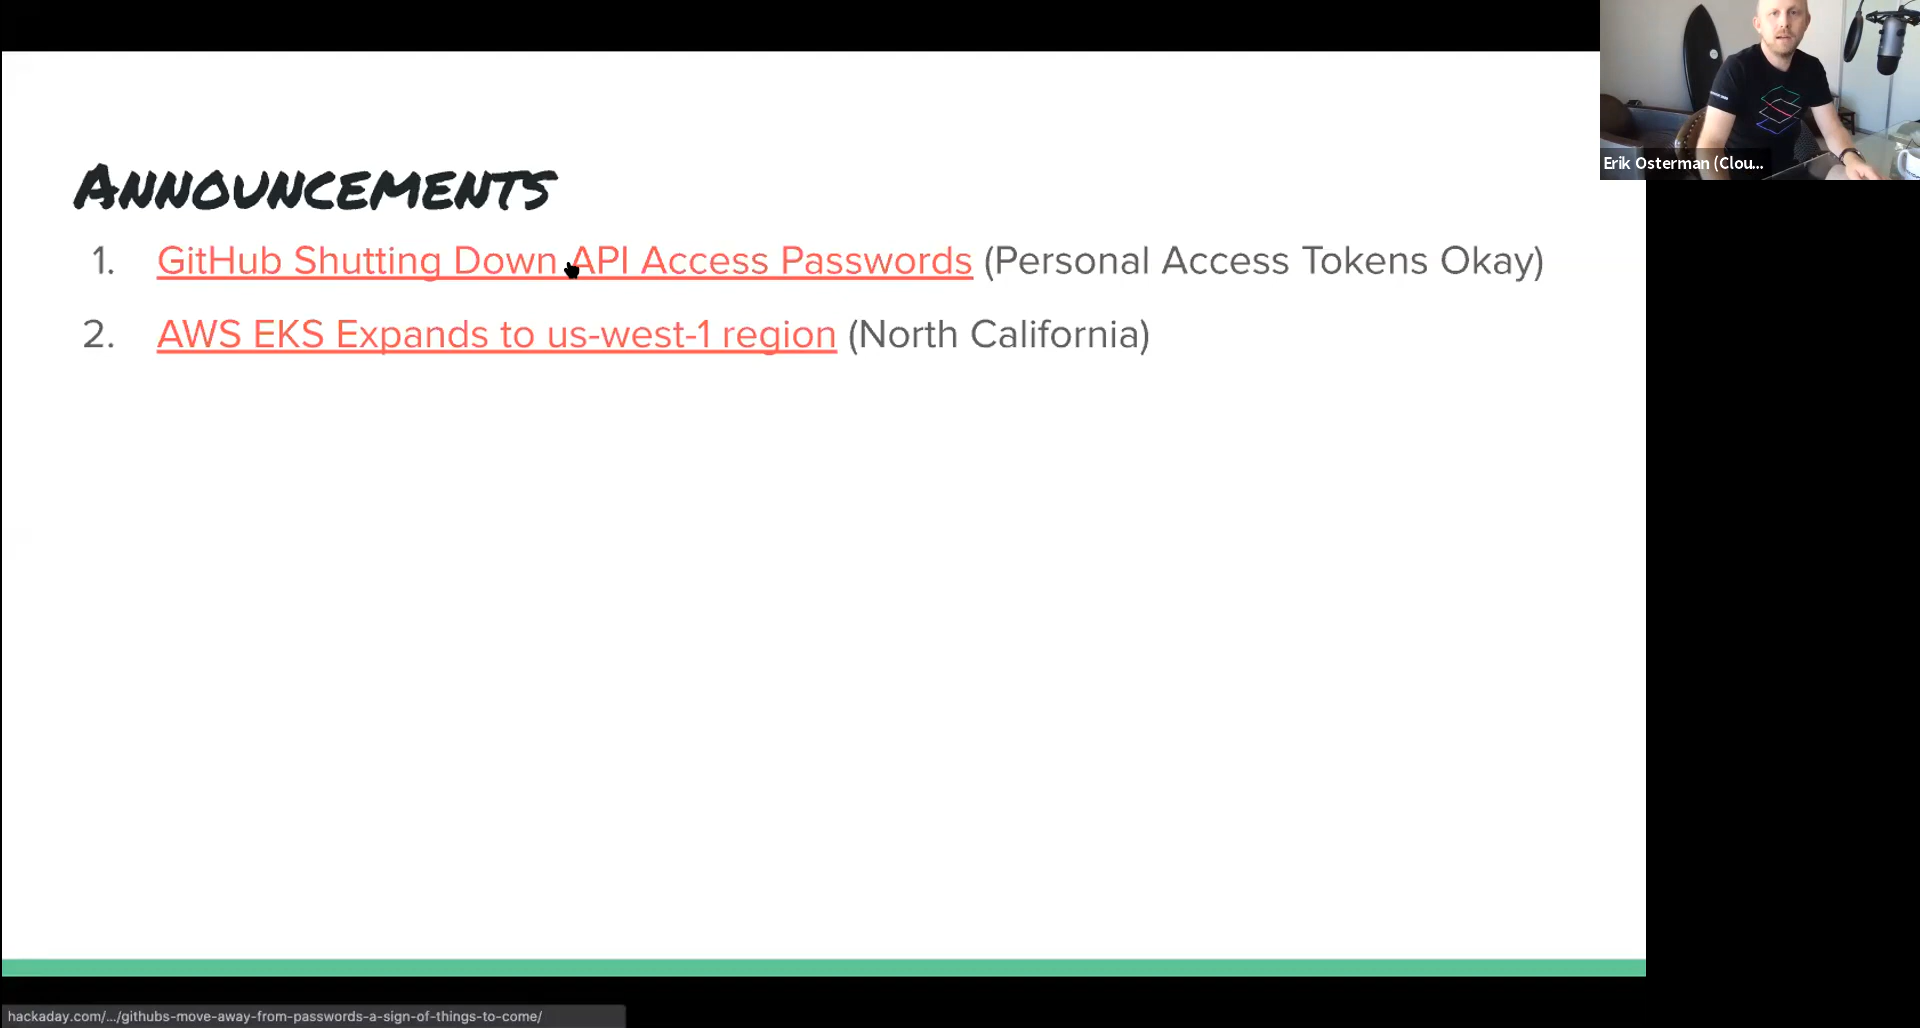 Erik Osterman (Clou...
ANNOUNCEMENTS
1. GitHub Shutting Down API Access Passwords (Personal Access Tokens Okay)
2. AWS EKS Expands to us-west-1 region (North California)
hackaday.com/.../githubs-move-away-from-passwords-a-sign-of-things-to-come/